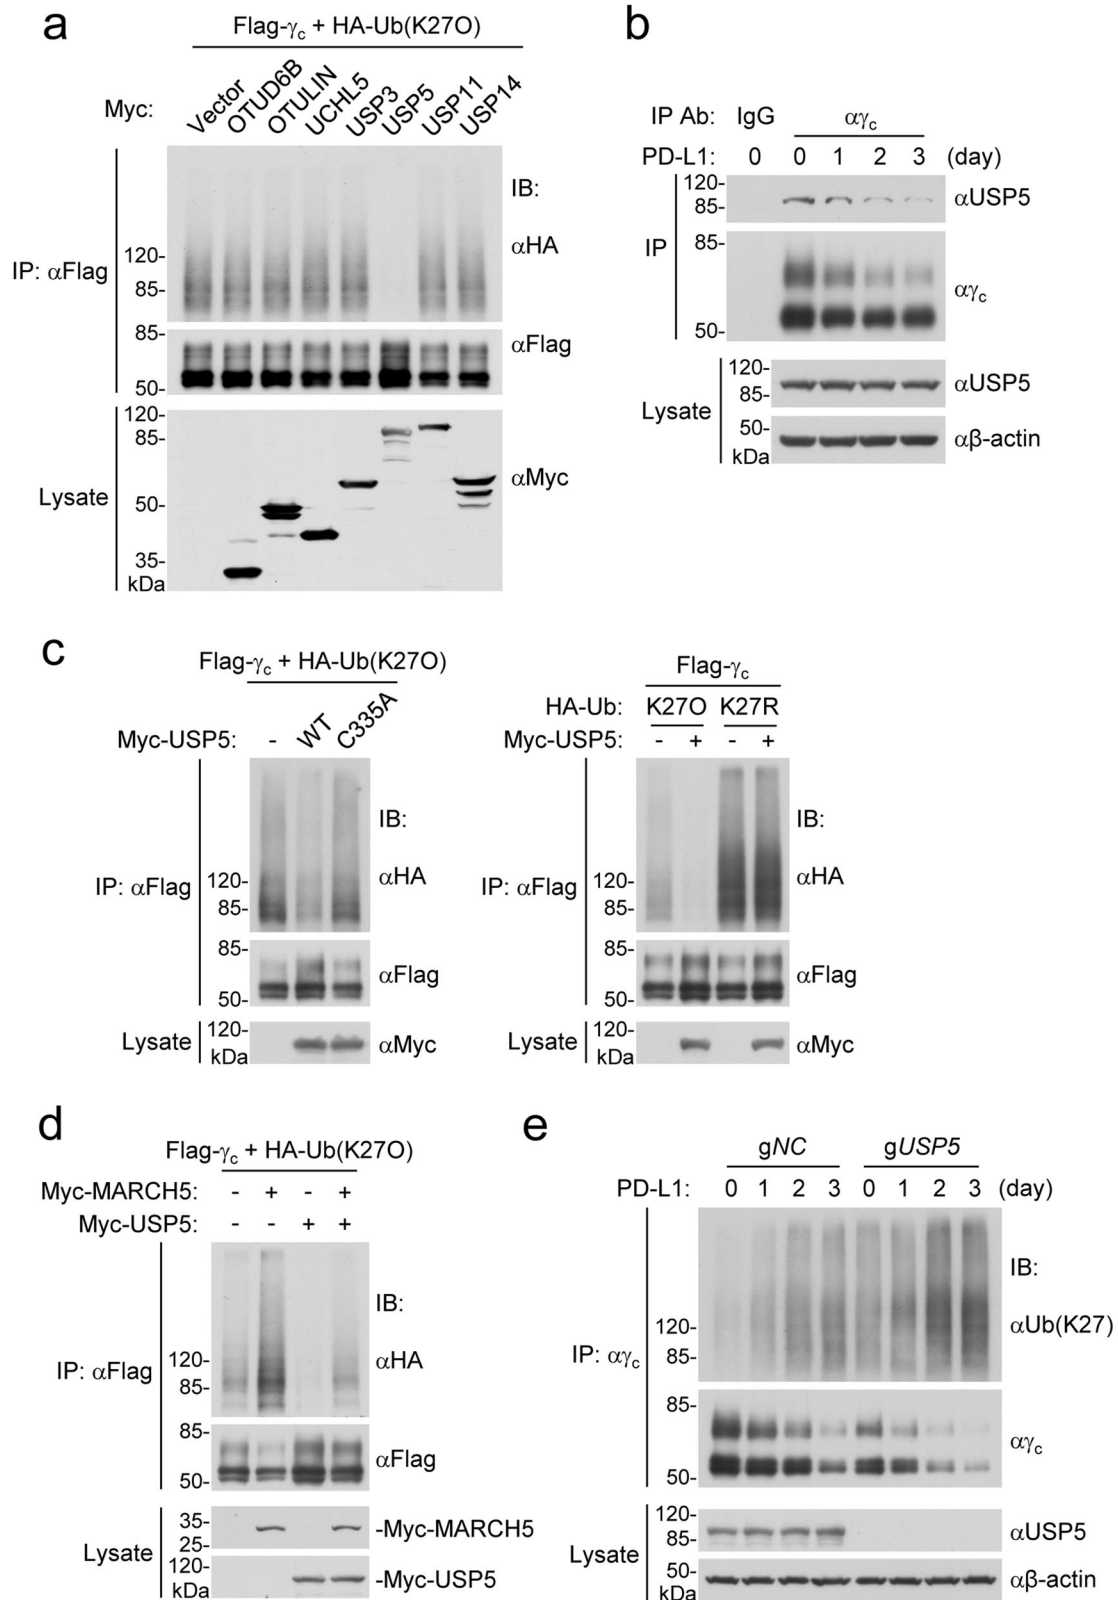 a
Flag-γc + HA-Ub(K27O)
Myc: Vector OTUD6B OTULIN UCHL5 USP3 USP5 USP11 USP14
IB:
IP: αFlag
120-
85-
αHA
85-
50-
αFlag
Lysate
120-
85-
50-
35-
kDa
αMyc
b
IP Ab: IgG αγc
PD-L1: 0 0 1 2 3 (day)
IP
120-
85-
αUSP5
85-
50-
αγc
Lysate
120-
85-
αUSP5
50-
kDa
αβ-actin
c
Flag-γc + HA-Ub(K27O)
Myc-USP5: - WT C335A
IB:
IP: αFlag
120-
85-
αHA
85-
50-
αFlag
Lysate
120-
kDa
αMyc
Flag-γc
HA-Ub: K27O K27R
Myc-USP5: - + - +
IB:
IP: αFlag
120-
85-
αHA
85-
50-
αFlag
Lysate
120-
kDa
αMyc
d
Flag-γc + HA-Ub(K27O)
Myc-MARCH5: - + - +
Myc-USP5: - - + +
IB:
IP: αFlag
120-
85-
αHA
85-
50-
αFlag
Lysate
35-
25-
-Myc-MARCH5
120-
kDa
-Myc-USP5
e
gNC gUSP5
PD-L1: 0 1 2 3 0 1 2 3 (day)
IB:
IP: αγc
120-
85-
αUb(K27)
85-
50-
αγc
Lysate
120-
85-
αUSP5
50-
kDa
αβ-actin